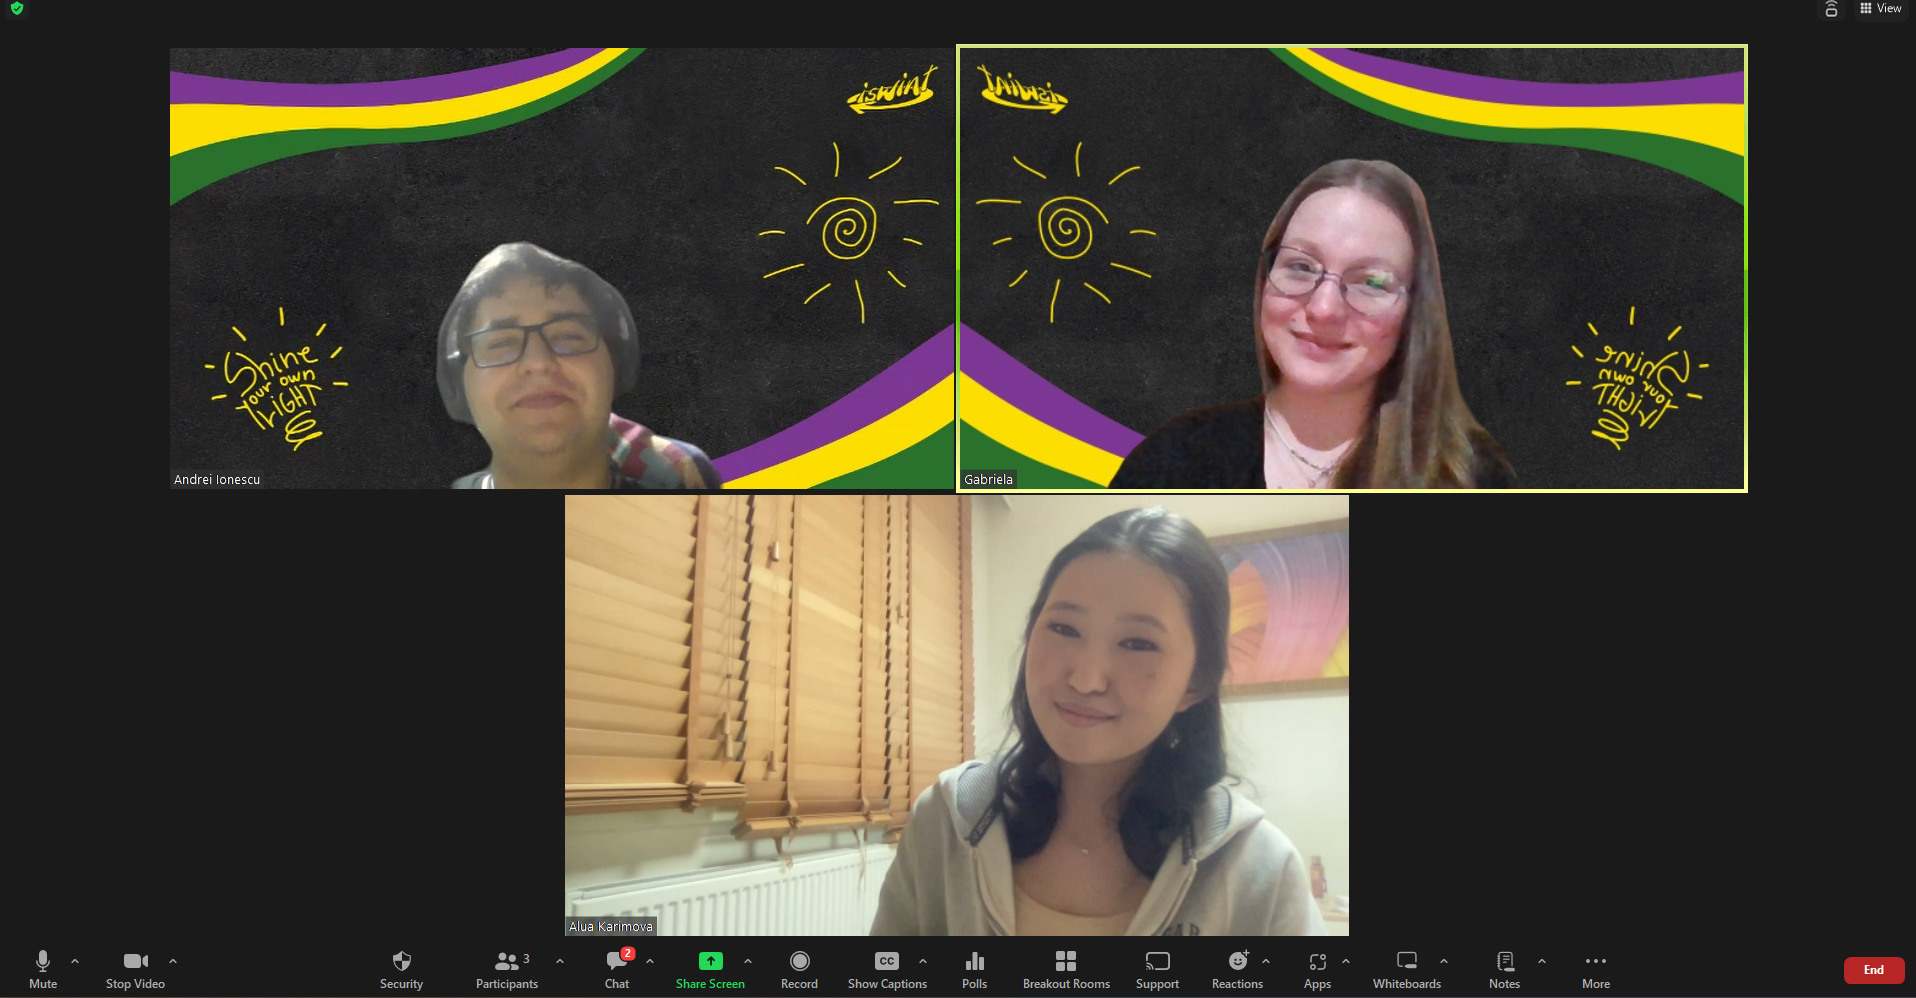 View
iswinT
iswinT
Shine
your own
LIGHT
Shine
your own
LIGHT
Andrei Ionescu
Gabriela
Alua Karimova
Mute
Stop Video
Security
Participants
3
Chat
2
Share Screen
Record
CC
Show Captions
Polls
Breakout Rooms
Support
Reactions
Apps
Whiteboards
Notes
More
End